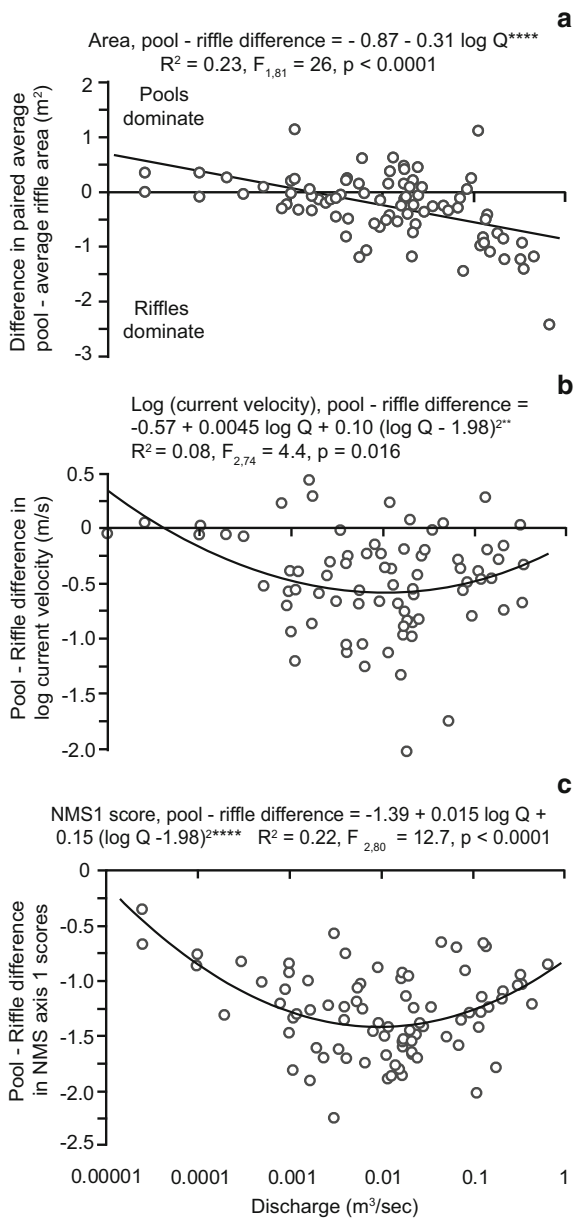 a
Area, pool - riffle difference = - 0.87 - 0.31 log Q****
R² = 0.23, F1,81 = 26, p < 0.0001
Difference in paired average
pool - average riffle area (m²)
2
1
0
-1
-2
-3
Pools
dominate
Riffles
dominate
b
Log (current velocity), pool - riffle difference =
-0.57 + 0.0045 log Q + 0.10 (log Q - 1.98)²**
R² = 0.08, F2,74 = 4.4, p = 0.016
Pool - Riffle difference in
log current velocity (m/s)
0.5
0
-0.5
-1.0
-1.5
-2.0
c
NMS1 score, pool - riffle difference = -1.39 + 0.015 log Q +
0.15 (log Q -1.98)²**** R² = 0.22, F 2,80 = 12.7, p < 0.0001
Pool - Riffle difference
in NMS axis 1 scores
0
-0.5
-1.0
-1.5
-2.0
-2.5
0.00001 0.0001 0.001 0.01 0.1 1
Discharge (m³/sec)